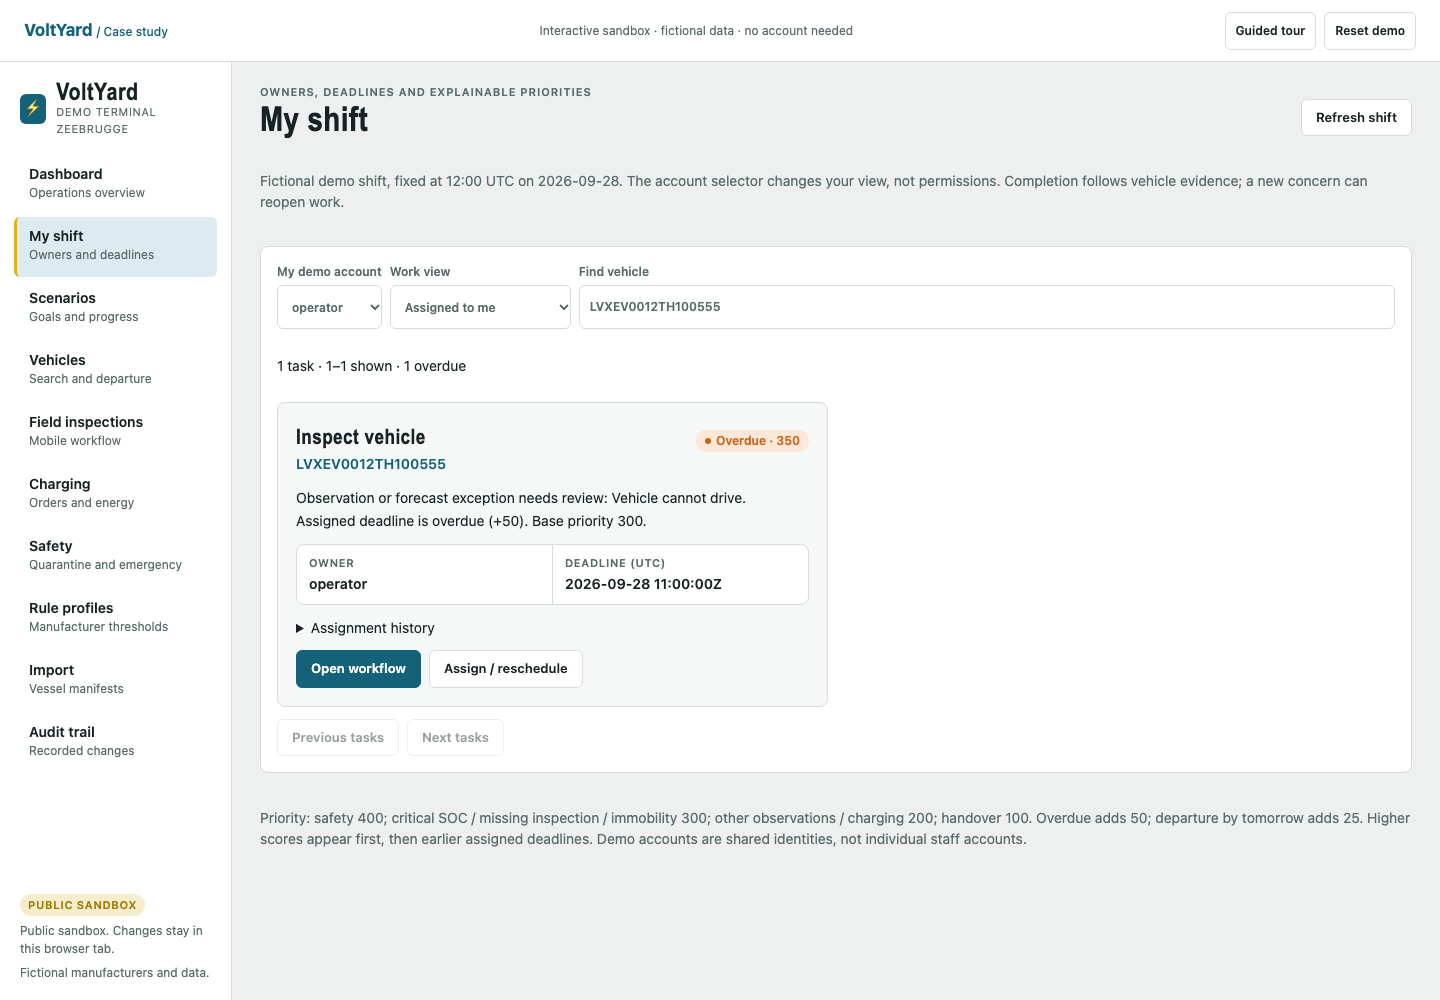 VoltYard / Case study
Interactive sandbox · fictional data · no account needed
Guided tour
Reset demo
VoltYard
DEMO TERMINAL
ZEEBRUGGE
Dashboard
Operations overview
My shift
Owners and deadlines
Scenarios
Goals and progress
Vehicles
Search and departure
Field inspections
Mobile workflow
Charging
Orders and energy
Safety
Quarantine and emergency
Rule profiles
Manufacturer thresholds
Import
Vessel manifests
Audit trail
Recorded changes
PUBLIC SANDBOX
Public sandbox. Changes stay in
this browser tab.
Fictional manufacturers and data.
OWNERS, DEADLINES AND EXPLAINABLE PRIORITIES
My shift
Refresh shift
Fictional demo shift, fixed at 12:00 UTC on 2026-09-28. The account selector changes your view, not permissions. Completion follows vehicle evidence; a new concern can
reopen work.
My demo account
Work view
Find vehicle
operator
Assigned to me
LVXEV0012TH100555
1 task · 1–1 shown · 1 overdue
Inspect vehicle
Overdue · 350
LVXEV0012TH100555
Observation or forecast exception needs review: Vehicle cannot drive.
Assigned deadline is overdue (+50). Base priority 300.
OWNER
operator
DEADLINE (UTC)
2026-09-28 11:00:00Z
Assignment history
Open workflow
Assign / reschedule
Previous tasks
Next tasks
Priority: safety 400; critical SOC / missing inspection / immobility 300; other observations / charging 200; handover 100. Overdue adds 50; departure by tomorrow adds 25. Higher
scores appear first, then earlier assigned deadlines. Demo accounts are shared identities, not individual staff accounts.